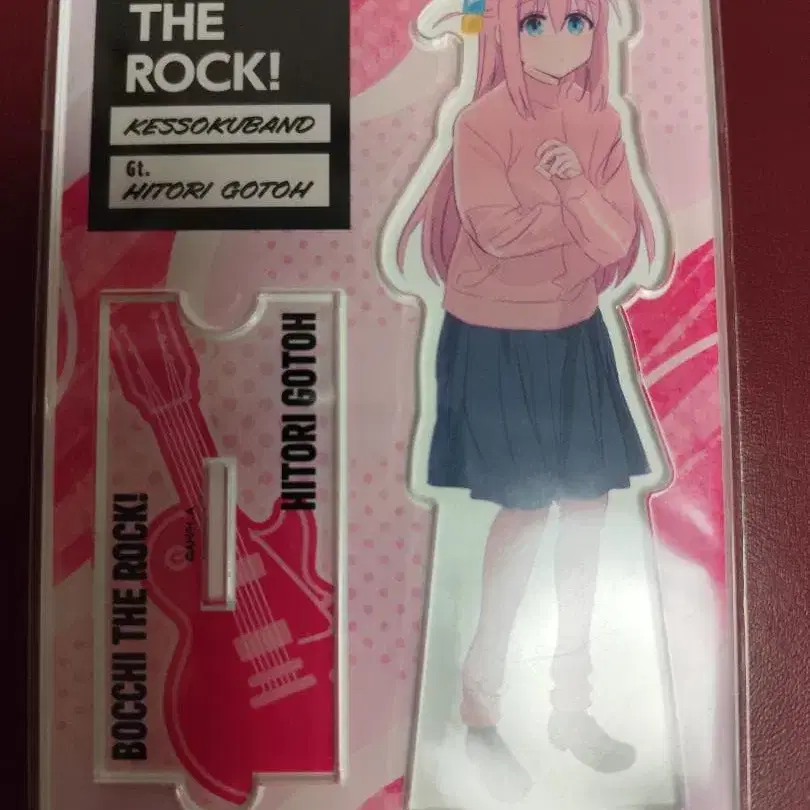 THE
ROCK!
KESSOKUBAND
Gt.
HITORI GOTOH
HITORI GOTOH
BOCCHI THE ROCK!